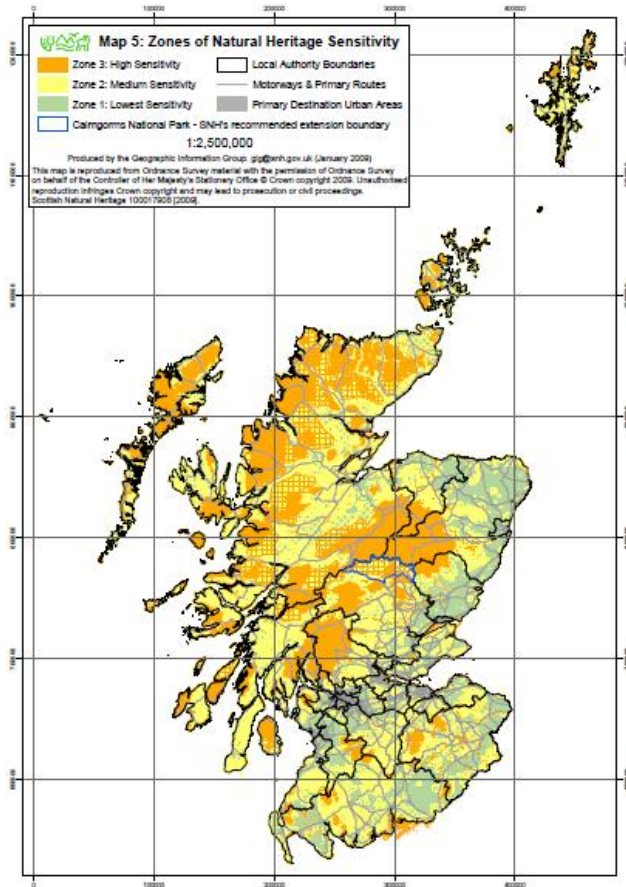 Map 5: Zones of Natural Heritage Sensitivity
Zone 3: High Sensitivity
Local Authority Boundaries
Zone 2: Medium Sensitivity
Motorways & Primary Routes
Zone 1: Lowest Sensitivity
Primary Destination Urban Areas
Cairngorms National Park - SNH's recommended extension boundary
1:2,500,000
Produced by the Geographic Information Group. gig@snh.gov.uk (January 2009)
This map is reproduced from Ordnance Survey material with the permission of Ordnance Survey
on behalf of the Controller of Her Majesty's Stationery Office © Crown copyright 2009. Unauthorised
reproduction infringes Crown copyright and may lead to prosecution or civil proceedings.
Scottish Natural Heritage 100017908 [2009].
0
100000
200000
300000
400000
0
100000
200000
300000
400000